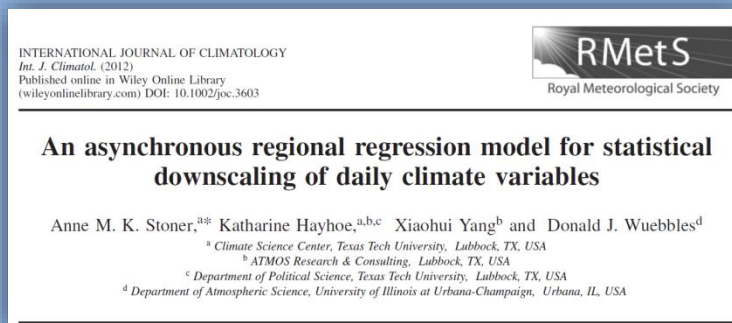 INTERNATIONAL JOURNAL OF CLIMATOLOGY
Int. J. Climatol. (2012)
Published online in Wiley Online Library
(wileyonlinelibrary.com) DOI: 10.1002/joc.3603
RMetS
Royal Meteorological Society
An asynchronous regional regression model for statistical
downscaling of daily climate variables
Anne M. K. Stoner,a* Katharine Hayhoe,a,b,c Xiaohui Yangb and Donald J. Wuebblesd
a Climate Science Center, Texas Tech University, Lubbock, TX, USA
b ATMOS Research & Consulting, Lubbock, TX, USA
c Department of Political Science, Texas Tech University, Lubbock, TX, USA
d Department of Atmospheric Science, University of Illinois at Urbana-Champaign, Urbana, IL, USA